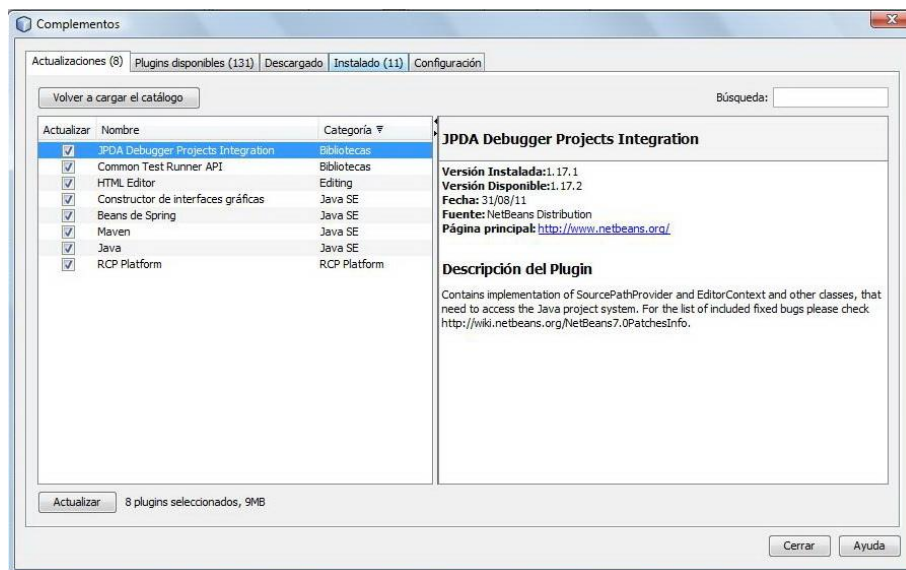 Complementos
Actualizaciones (8) Plugins disponibles (131) Descargado Instalado (11) Configuración
Volver a cargar el catálogo Búsqueda:
Actualizar Nombre Categoría
JPDA Debugger Projects Integration Bibliotecas
Common Test Runner API Bibliotecas
HTML Editor Editing
Constructor de interfaces gráficas Java SE
Beans de Spring Java SE
Maven Java SE
Java Java SE
RCP Platform RCP Platform
JPDA Debugger Projects Integration
Versión Instalada:1.17.1
Versión Disponible:1.17.2
Fecha: 31/08/11
Fuente: NetBeans Distribution
Página principal: http://www.netbeans.org/
Descripción del Plugin
Contains implementation of SourcePathProvider and EditorContext and other classes, that
need to access the Java project system. For the list of included fixed bugs please check
http://wiki.netbeans.org/NetBeans7.0PatchesInfo.
Actualizar 8 plugins seleccionados, 9MB
Cerrar Ayuda